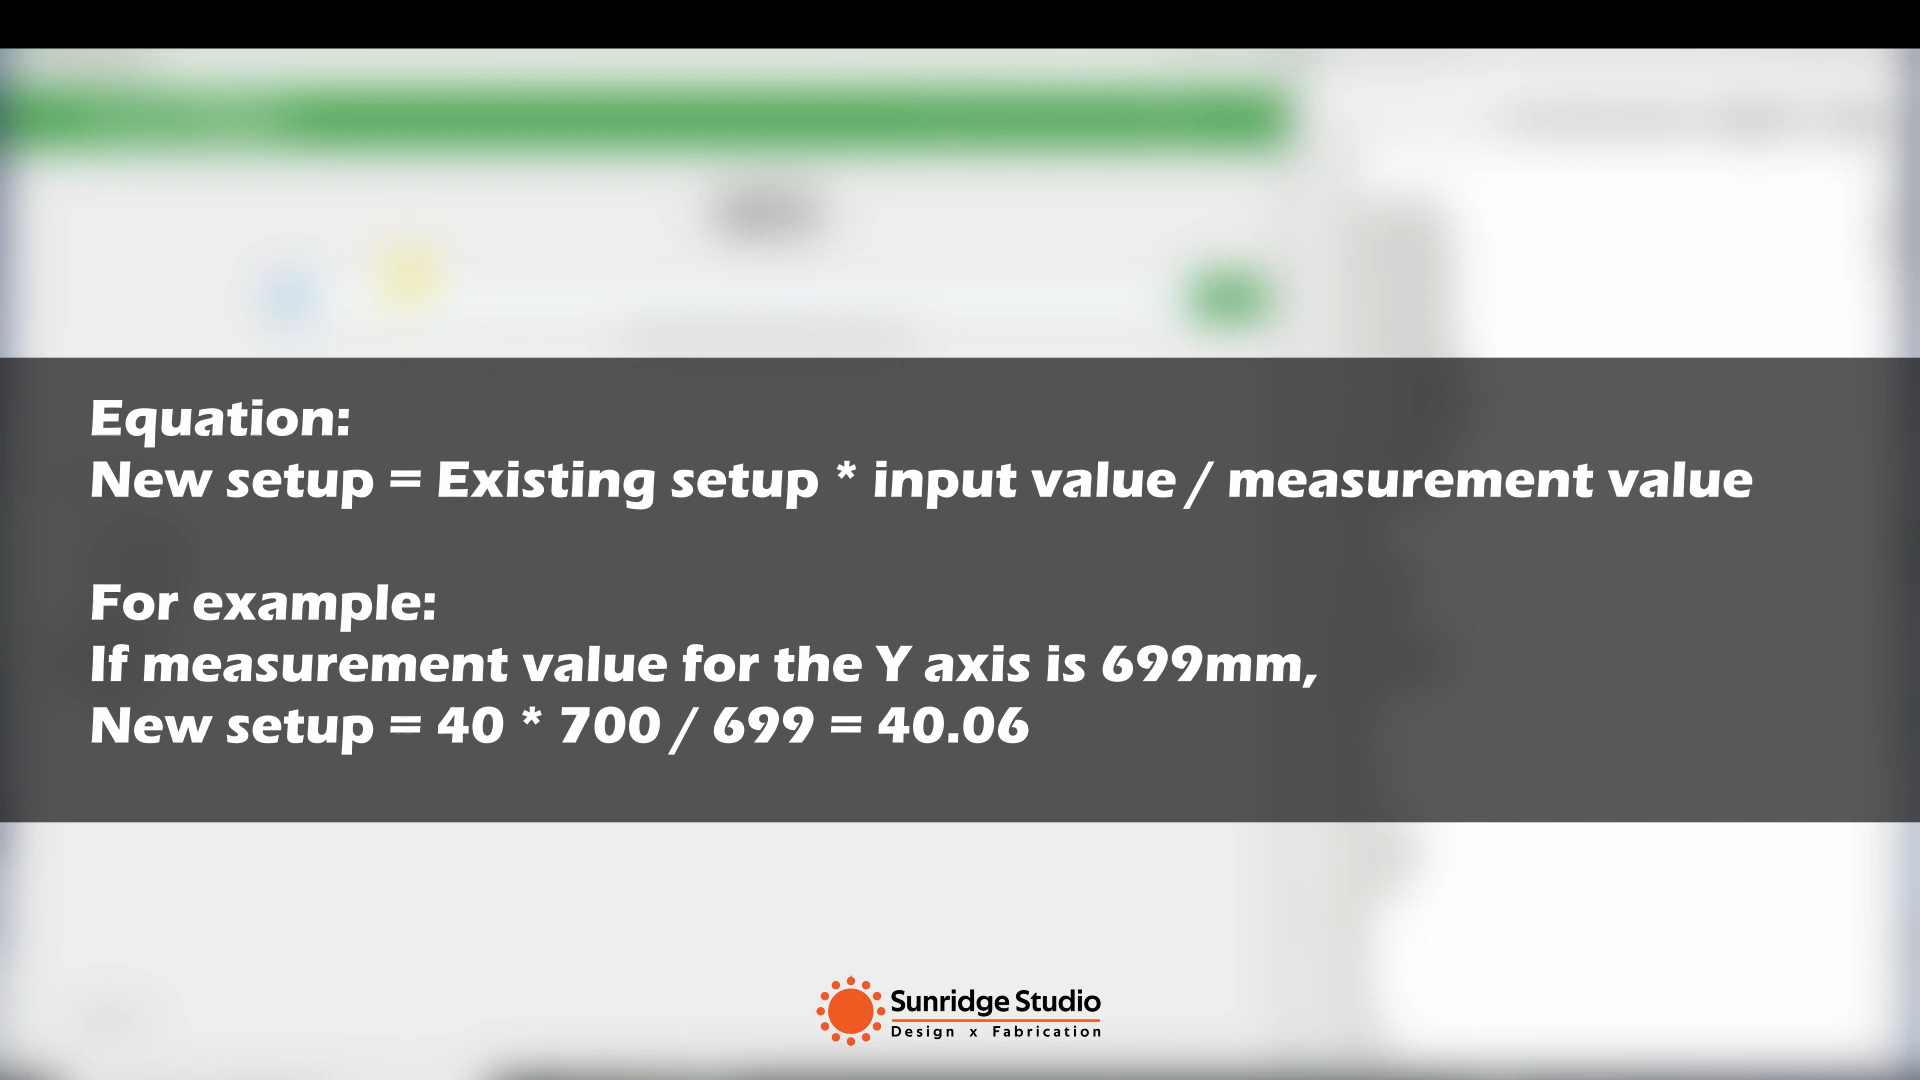 Equation:
New setup = Existing setup * input value / measurement value
For example:
If measurement value for the Y axis is 699mm,
New setup = 40 * 700 / 699 = 40.06
Sunridge Studio
Design x Fabrication